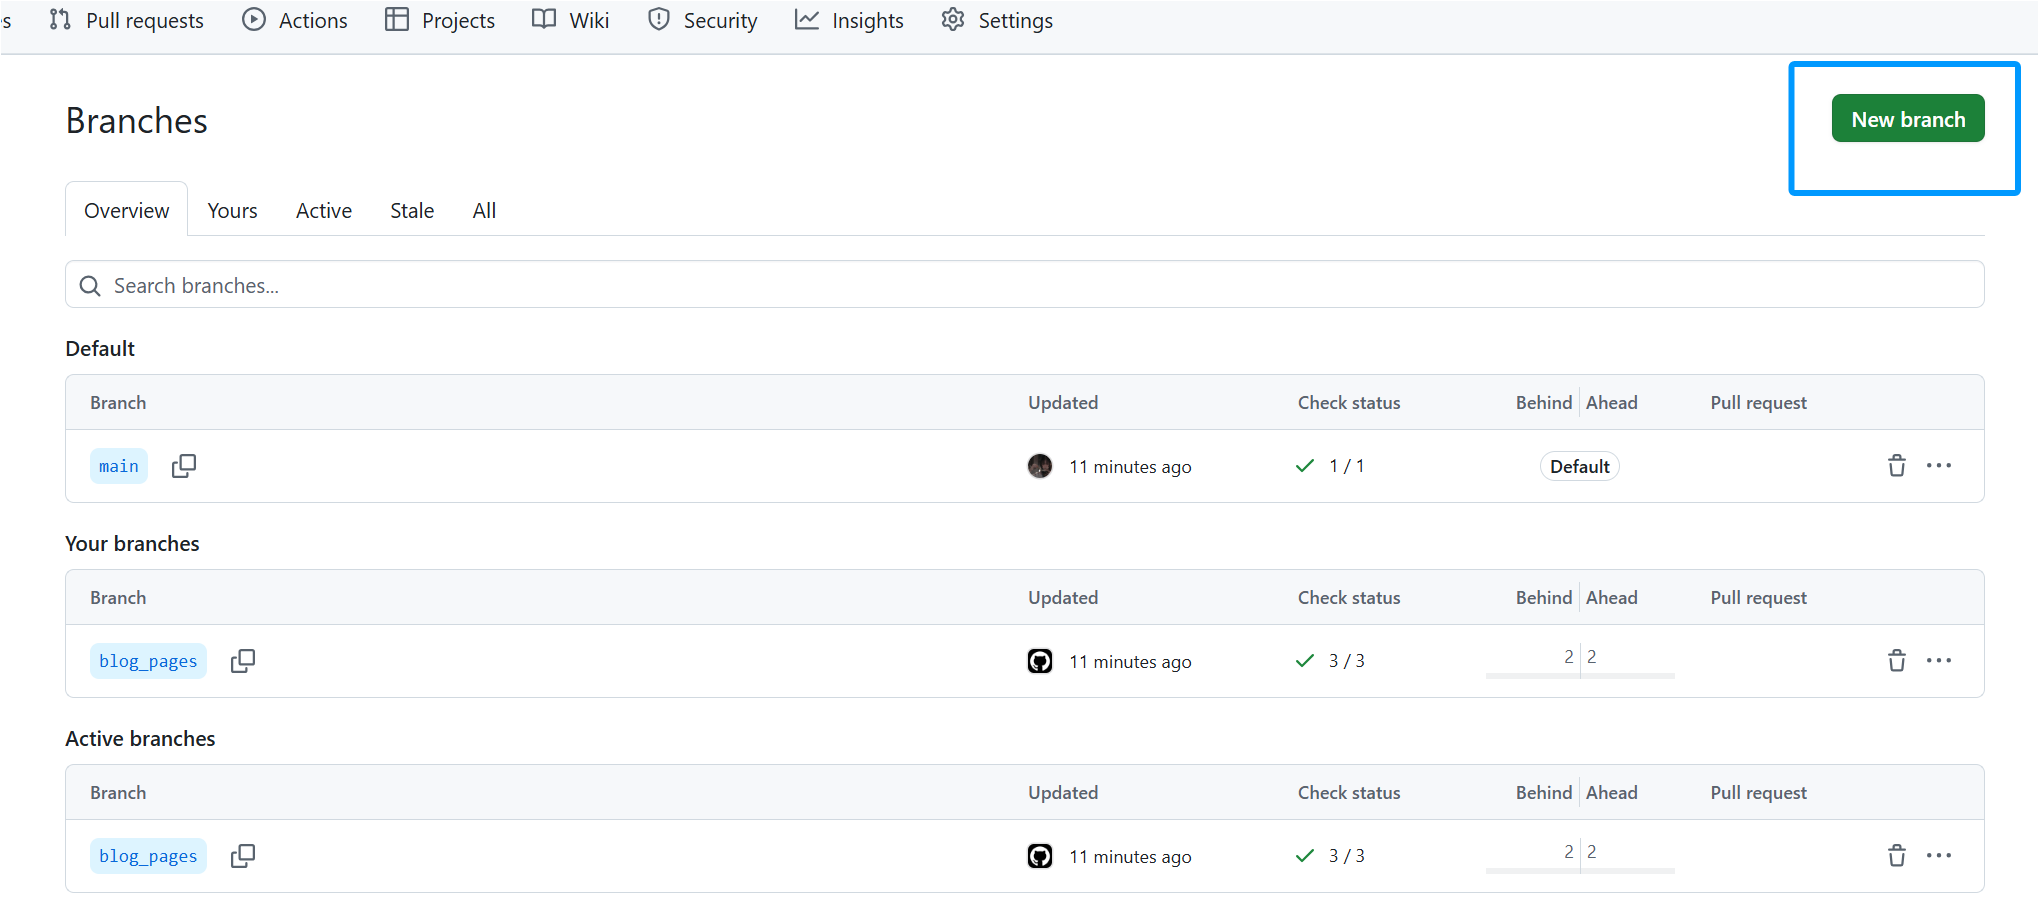 Pull requests Actions Projects Wiki Security Insights Settings
Branches
New branch
Overview Yours Active Stale All
Search branches...
Default
Branch Updated Check status Behind Ahead Pull request
main 11 minutes ago 1 / 1 Default
Your branches
Branch Updated Check status Behind Ahead Pull request
blog_pages 11 minutes ago 3 / 3 2 2
Active branches
Branch Updated Check status Behind Ahead Pull request
blog_pages 11 minutes ago 3 / 3 2 2